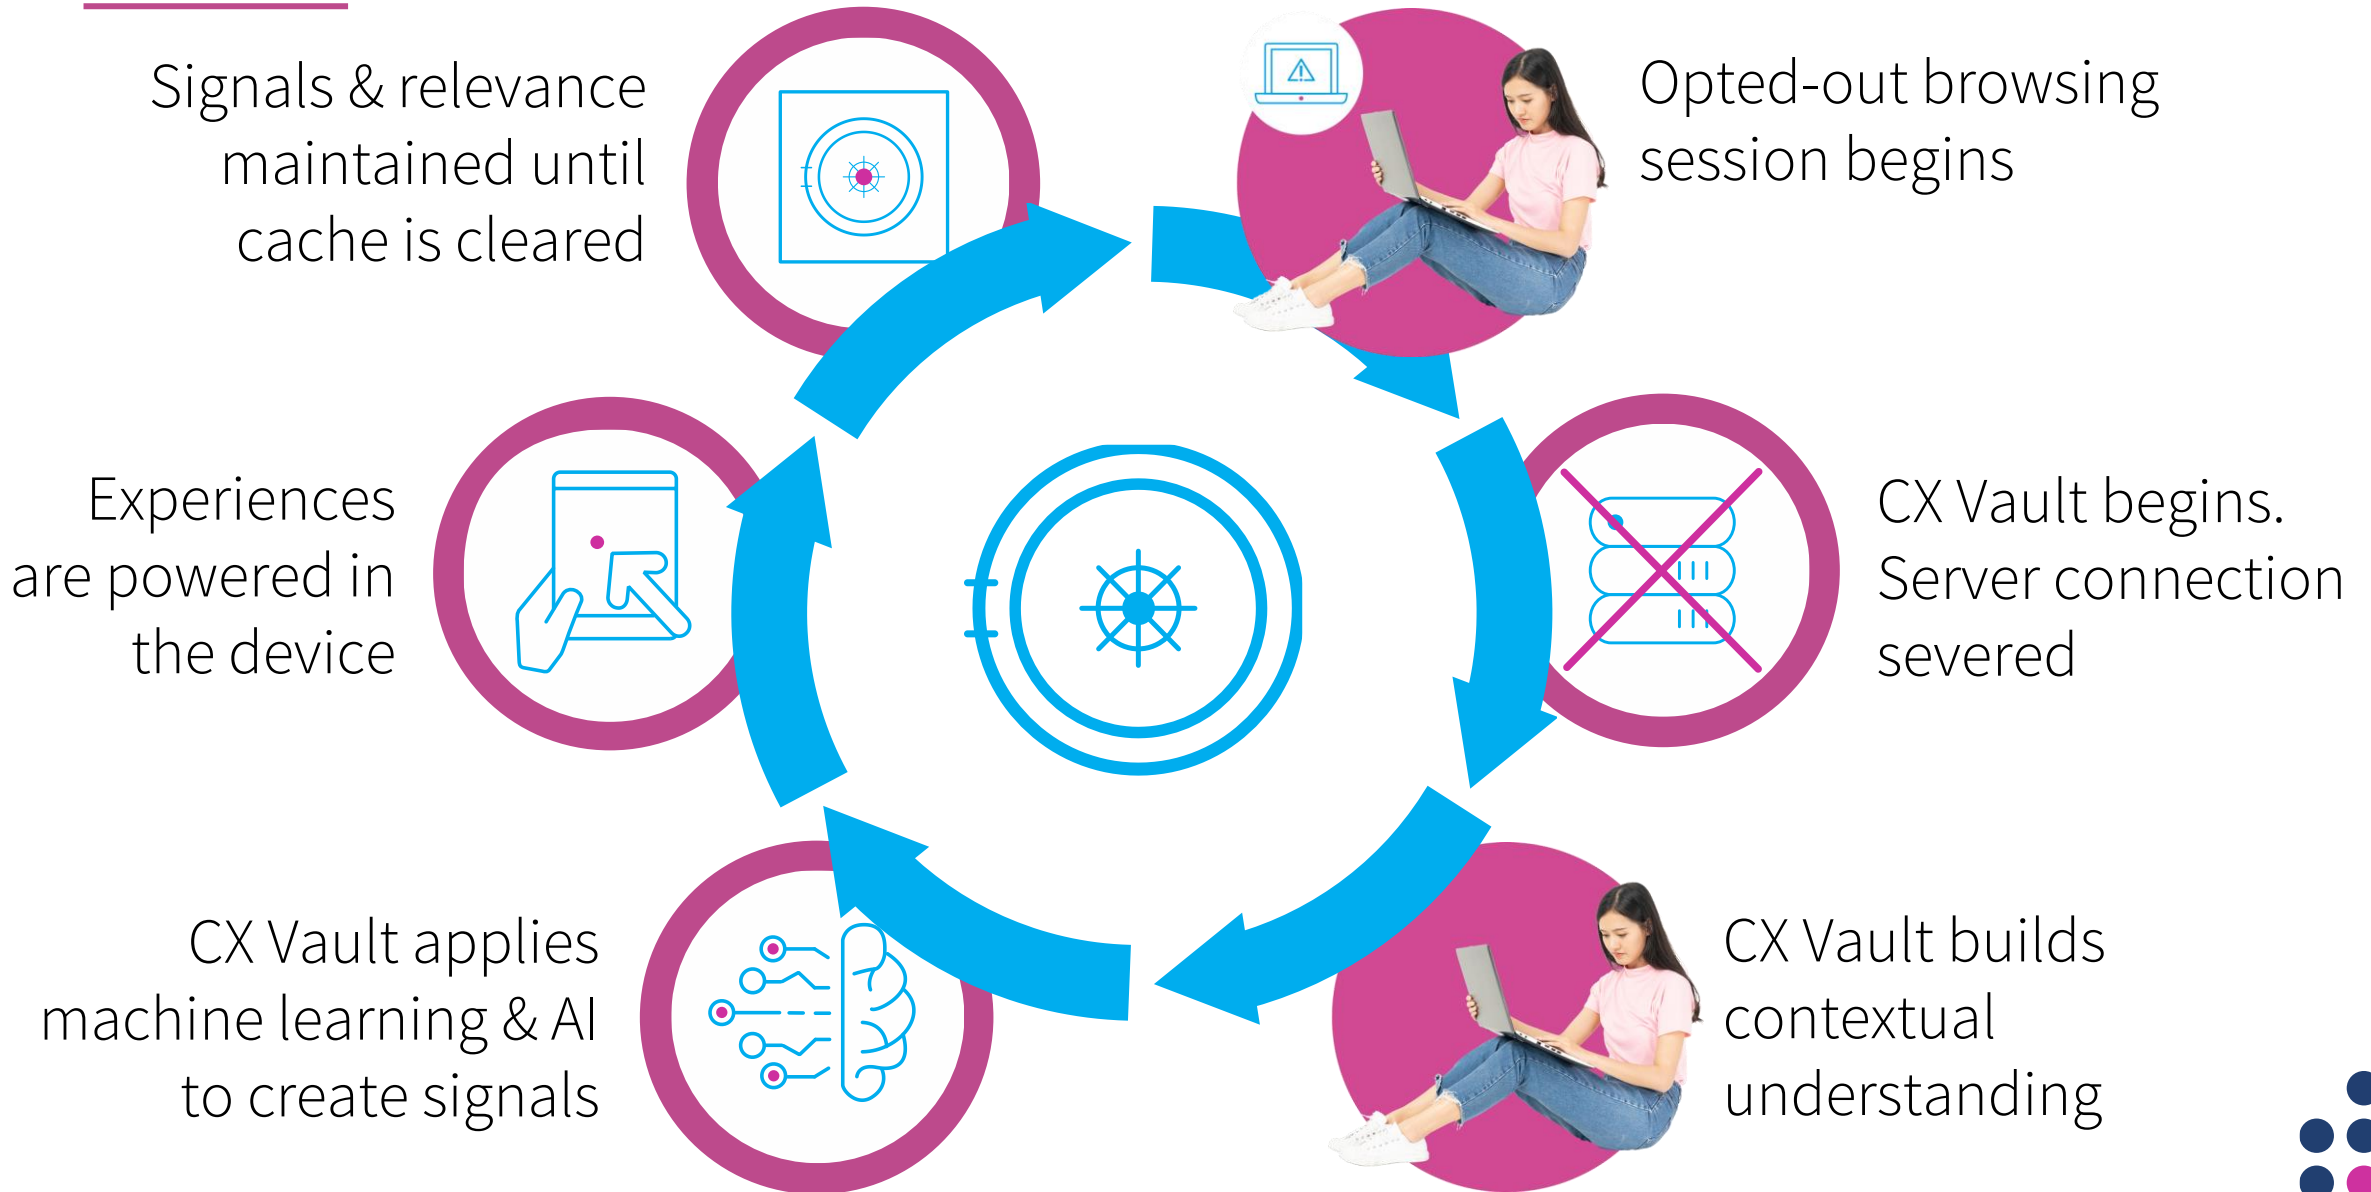 Opted-out browsing
session begins
CX Vault begins.
Server connection
severed
CX Vault builds
contextual
understanding
CX Vault applies
machine learning & AI
to create signals
Experiences
are powered in
the device
Signals & relevance
maintained until
cache is cleared